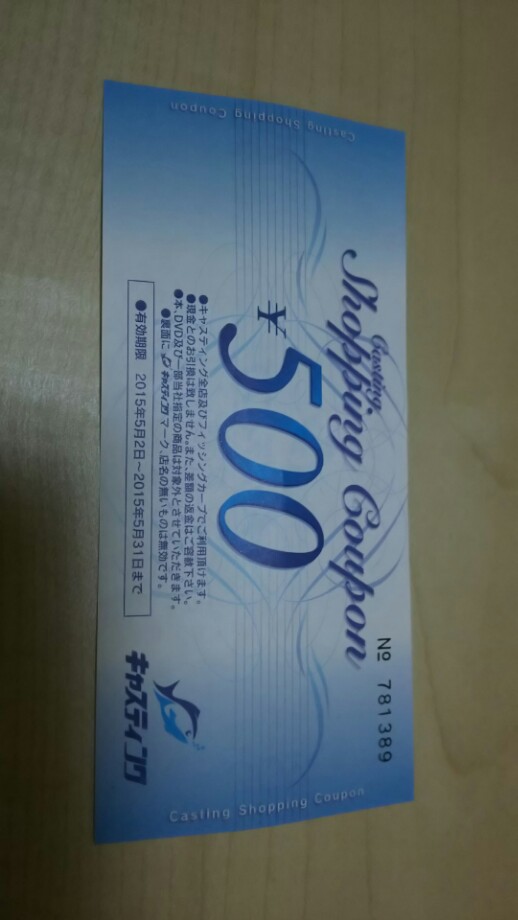 Casting Shopping Coupon
Casting
Shopping Coupon
¥500
№ 781389
●キャスティング全店及びフィッシングカーブでご利用頂けます。
●現金とのお引換は致しません。また、差額の返金はご容赦下さい。
●本、DVD及び一部当社指定の商品は対象外とさせていただきます。
●裏面に キャスティング マーク、店名の無いものは無効です。
●有効期限 2015年5月2日～2015年5月31日まで
キャスティング
Casting Shopping Coupon